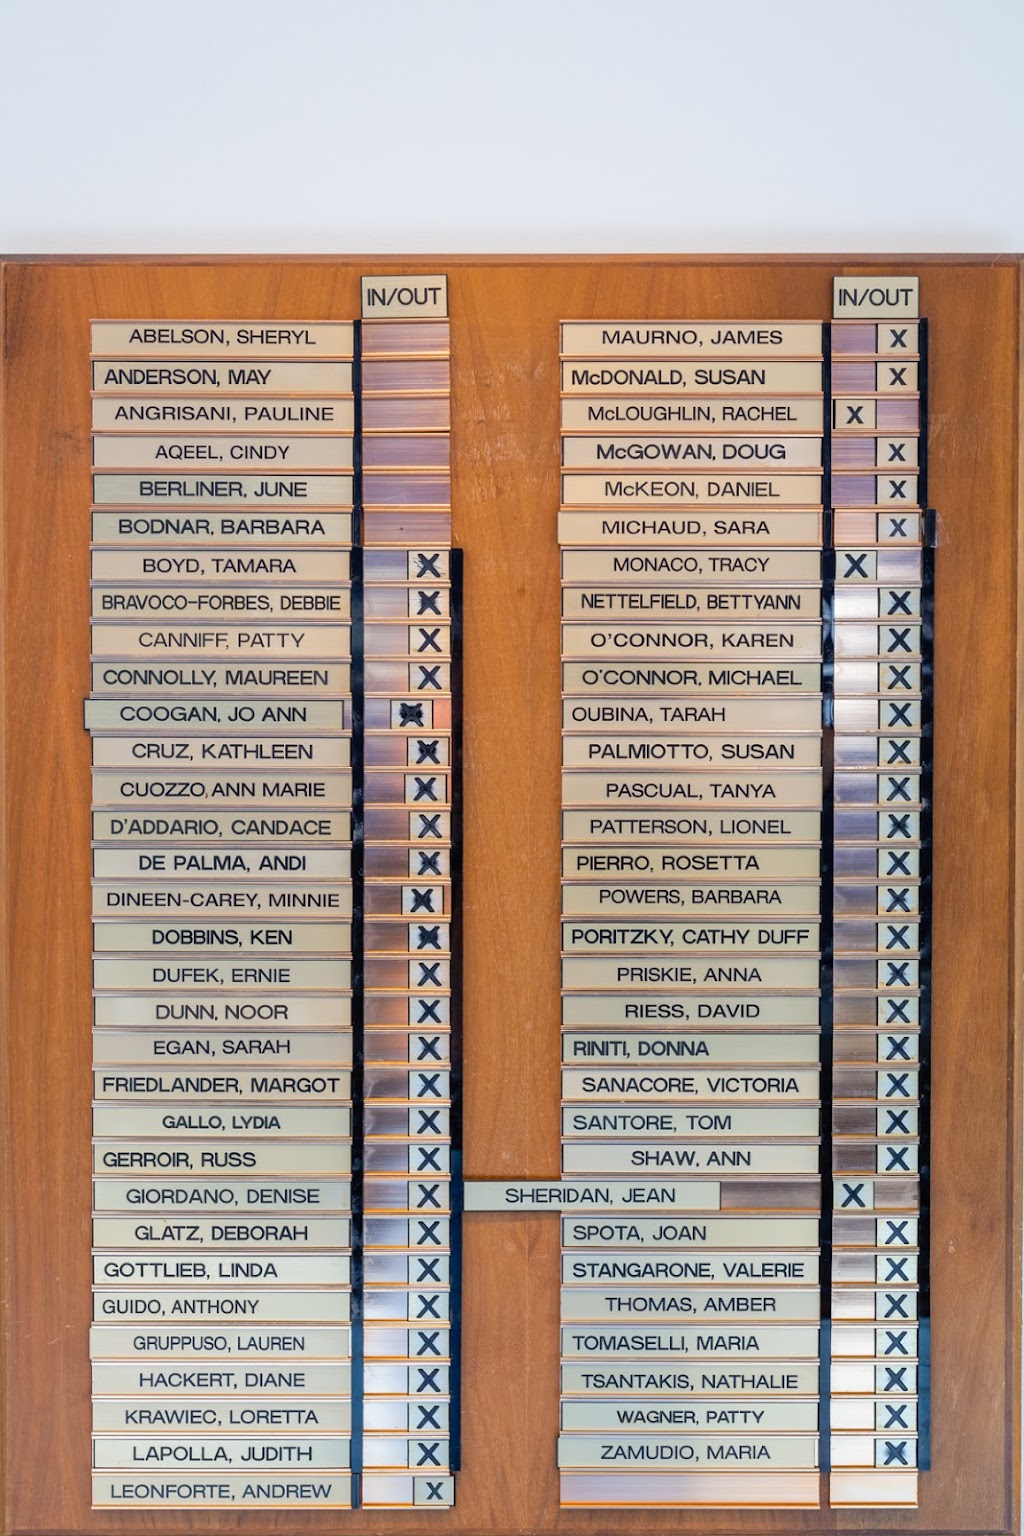 IN/OUT
ABELSON, SHERYL
ANDERSON, MAY
ANGRISANI, PAULINE
AQEEL, CINDY
BERLINER, JUNE
BODNAR, BARBARA
BOYD, TAMARA X
BRAVOCO-FORBES, DEBBIE X
CANNIFF, PATTY X
CONNOLLY, MAUREEN X
COOGAN, JO ANN X
CRUZ, KATHLEEN X
CUOZZO, ANN MARIE X
D'ADDARIO, CANDACE X
DE PALMA, ANDI X
DINEEN-CAREY, MINNIE X
DOBBINS, KEN X
DUFEK, ERNIE X
DUNN, NOOR X
EGAN, SARAH X
FRIEDLANDER, MARGOT X
GALLO, LYDIA X
GERROIR, RUSS X
GIORDANO, DENISE X
GLATZ, DEBORAH X
GOTTLIEB, LINDA X
GUIDO, ANTHONY X
GRUPPUSO, LAUREN X
HACKERT, DIANE X
KRAWIEC, LORETTA X
LAPOLLA, JUDITH X
LEONFORTE, ANDREW X
IN/OUT
MAURNO, JAMES X
McDONALD, SUSAN X
McLOUGHLIN, RACHEL X
McGOWAN, DOUG X
McKEON, DANIEL X
MICHAUD, SARA X
MONACO, TRACY X
NETTELFIELD, BETTYANN X
O'CONNOR, KAREN X
O'CONNOR, MICHAEL X
OUBINA, TARAH X
PALMIOTTO, SUSAN X
PASCUAL, TANYA X
PATTERSON, LIONEL X
PIERRO, ROSETTA X
POWERS, BARBARA X
PORITZKY, CATHY DUFF X
PRISKIE, ANNA X
RIESS, DAVID X
RINITI, DONNA X
SANACORE, VICTORIA X
SANTORE, TOM X
SHAW, ANN X
SHERIDAN, JEAN X
SPOTA, JOAN X
STANGARONE, VALERIE X
THOMAS, AMBER X
TOMASELLI, MARIA X
TSANTAKIS, NATHALIE X
WAGNER, PATTY X
ZAMUDIO, MARIA X